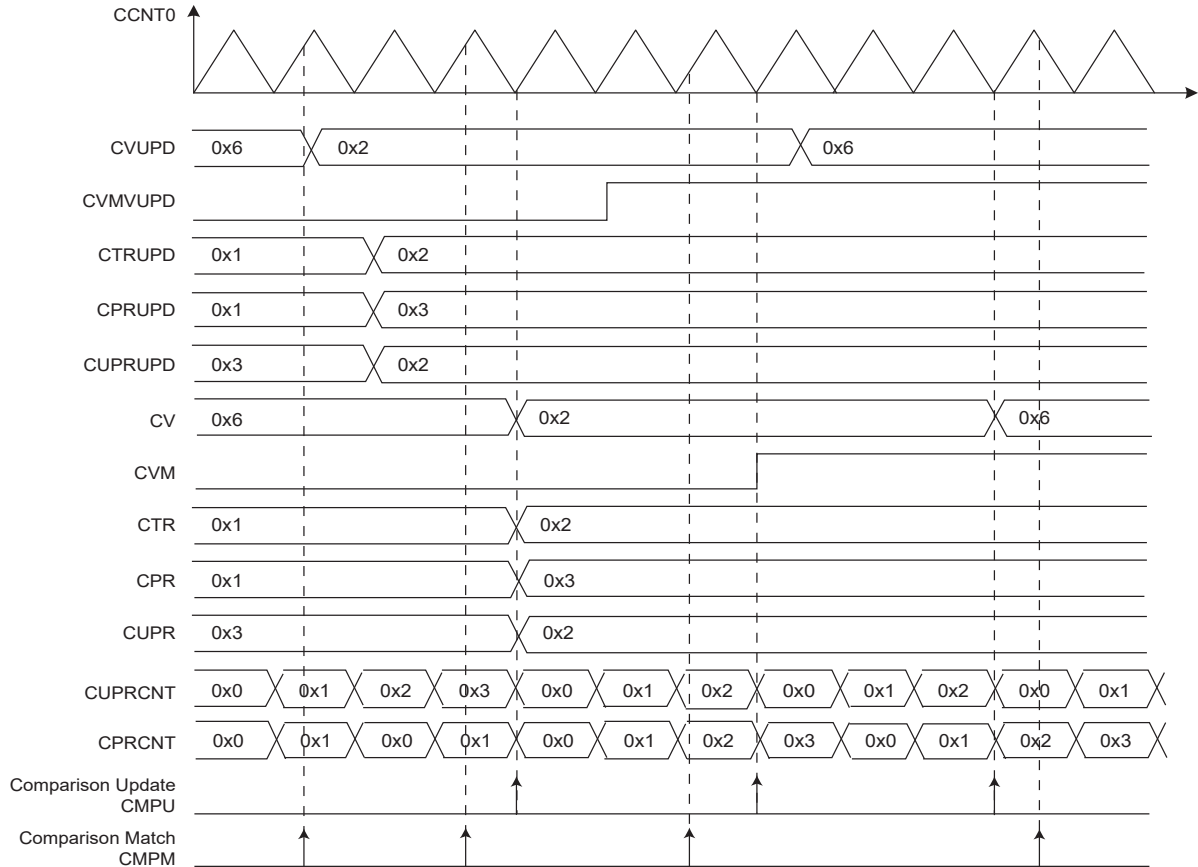 CCNT0
CVUPD 0x6 0x2 0x6
CVMVUPD
CTRUPD 0x1 0x2
CPRUPD 0x1 0x3
CUPRUPD 0x3 0x2
CV 0x6 0x2 0x6
CVM
CTR 0x1 0x2
CPR 0x1 0x3
CUPR 0x3 0x2
CUPRCNT 0x0 0x1 0x2 0x3 0x0 0x1 0x2 0x0 0x1 0x2 0x0 0x1
CPRCNT 0x0 0x1 0x0 0x1 0x0 0x1 0x2 0x3 0x0 0x1 0x2 0x3
Comparison Update
CMPU
Comparison Match
CMPM